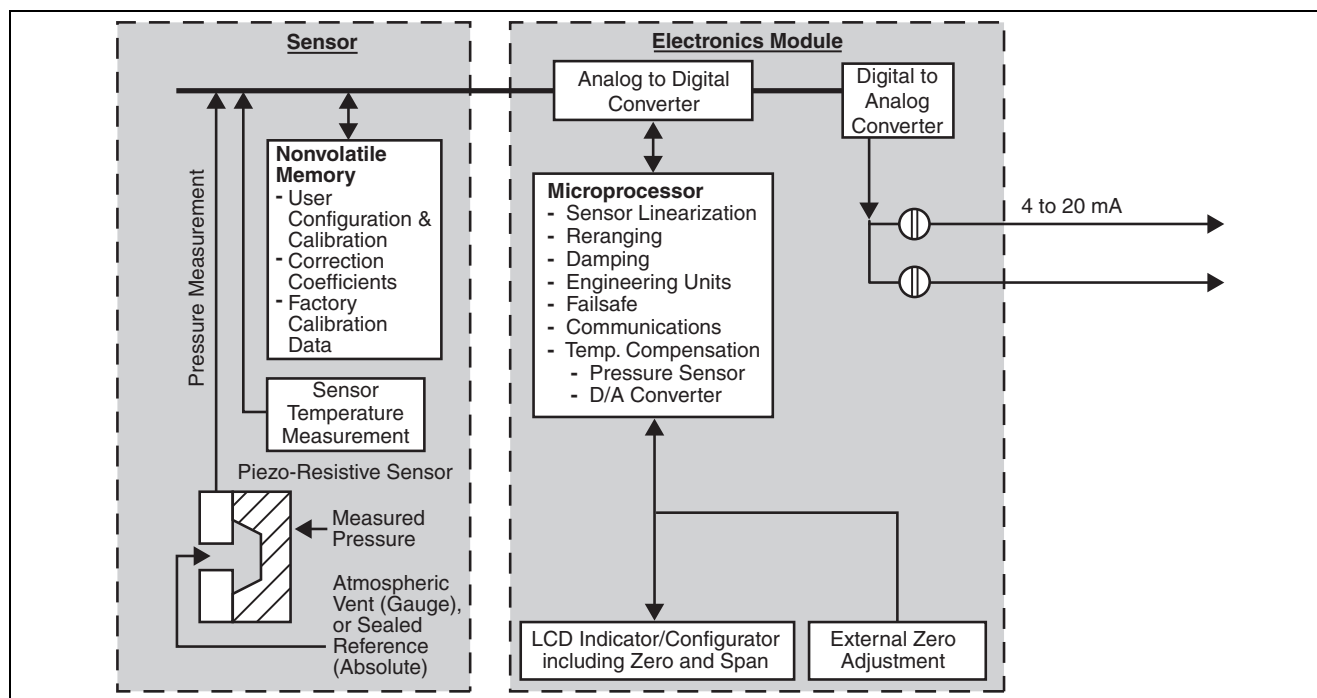 Sensor
Pressure Measurement
Nonvolatile
Memory
- User
Configuration &
Calibration
- Correction
Coefficients
- Factory
Calibration
Data
Sensor
Temperature
Measurement
Piezo-Resistive Sensor
Measured
Pressure
Atmospheric
Vent (Gauge),
or Sealed
Reference
(Absolute)
Electronics Module
Analog to Digital
Converter
Digital to
Analog
Converter
Microprocessor
- Sensor Linearization
- Reranging
- Damping
- Engineering Units
- Failsafe
- Communications
- Temp. Compensation
- Pressure Sensor
- D/A Converter
4 to 20 mA
LCD Indicator/Configurator
including Zero and Span
External Zero
Adjustment